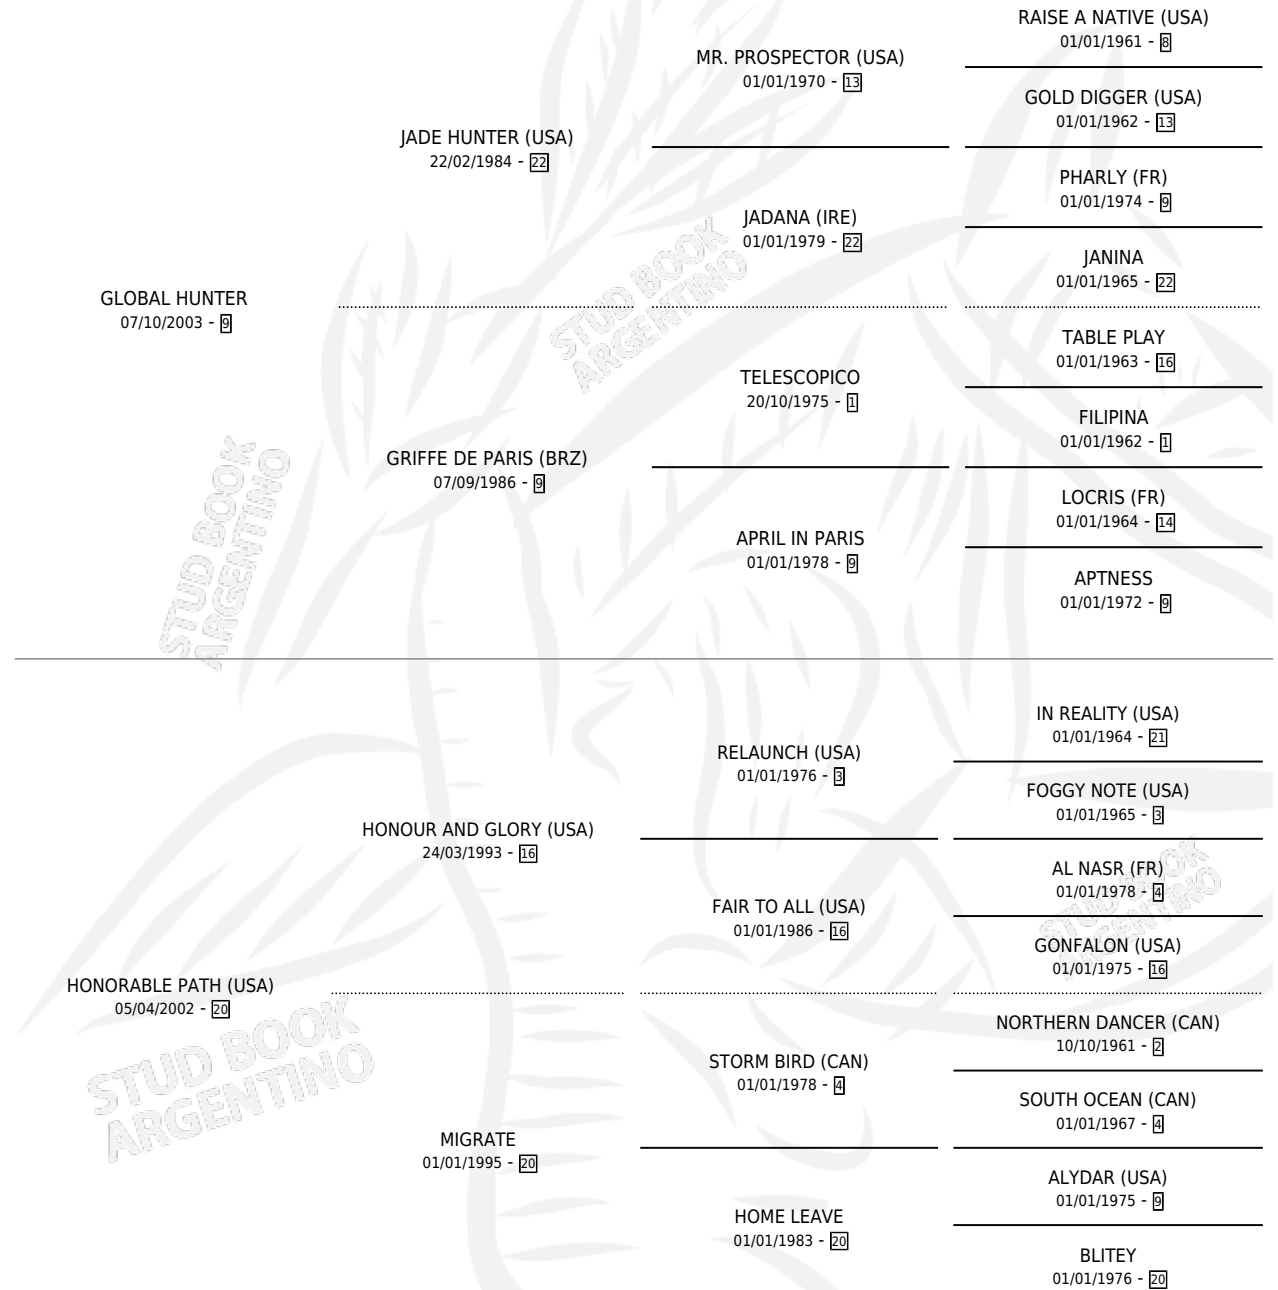 RAISE A NATIVE (USA)
01/01/1961 - 8
MR. PROSPECTOR (USA)
01/01/1970 - 13
GOLD DIGGER (USA)
01/01/1962 - 13
JADE HUNTER (USA)
22/02/1984 - 22
PHARLY (FR)
01/01/1974 - 9
JADANA (IRE)
01/01/1979 - 22
JANINA
01/01/1965 - 22
GLOBAL HUNTER
07/10/2003 - 9
STUD BOOK
ARGENTINO
TABLE PLAY
01/01/1963 - 16
TELESCOPICO
20/10/1975 - 1
FILIPINA
01/01/1962 - 1
GRIFFE DE PARIS (BRZ)
07/09/1986 - 9
LOCRIS (FR)
01/01/1964 - 14
APRIL IN PARIS
01/01/1978 - 9
APTNESS
01/01/1972 - 9
STUD BOOK
ARGENTINO
IN REALITY (USA)
01/01/1964 - 21
RELAUNCH (USA)
01/01/1976 - 3
FOGGY NOTE (USA)
01/01/1965 - 3
HONOUR AND GLORY (USA)
24/03/1993 - 16
AL NASR (FR)
01/01/1978 - 4
FAIR TO ALL (USA)
01/01/1986 - 16
STUD BOOK
ARGENTINO
GONFALON (USA)
01/01/1975 - 16
HONORABLE PATH (USA)
05/04/2002 - 20
STUD BOOK
ARGENTINO
NORTHERN DANCER (CAN)
10/10/1961 - 2
STORM BIRD (CAN)
01/01/1978 - 4
SOUTH OCEAN (CAN)
01/01/1967 - 4
MIGRATE
01/01/1995 - 20
ALYDAR (USA)
01/01/1975 - 9
HOME LEAVE
01/01/1983 - 20
BLITEY
01/01/1976 - 20